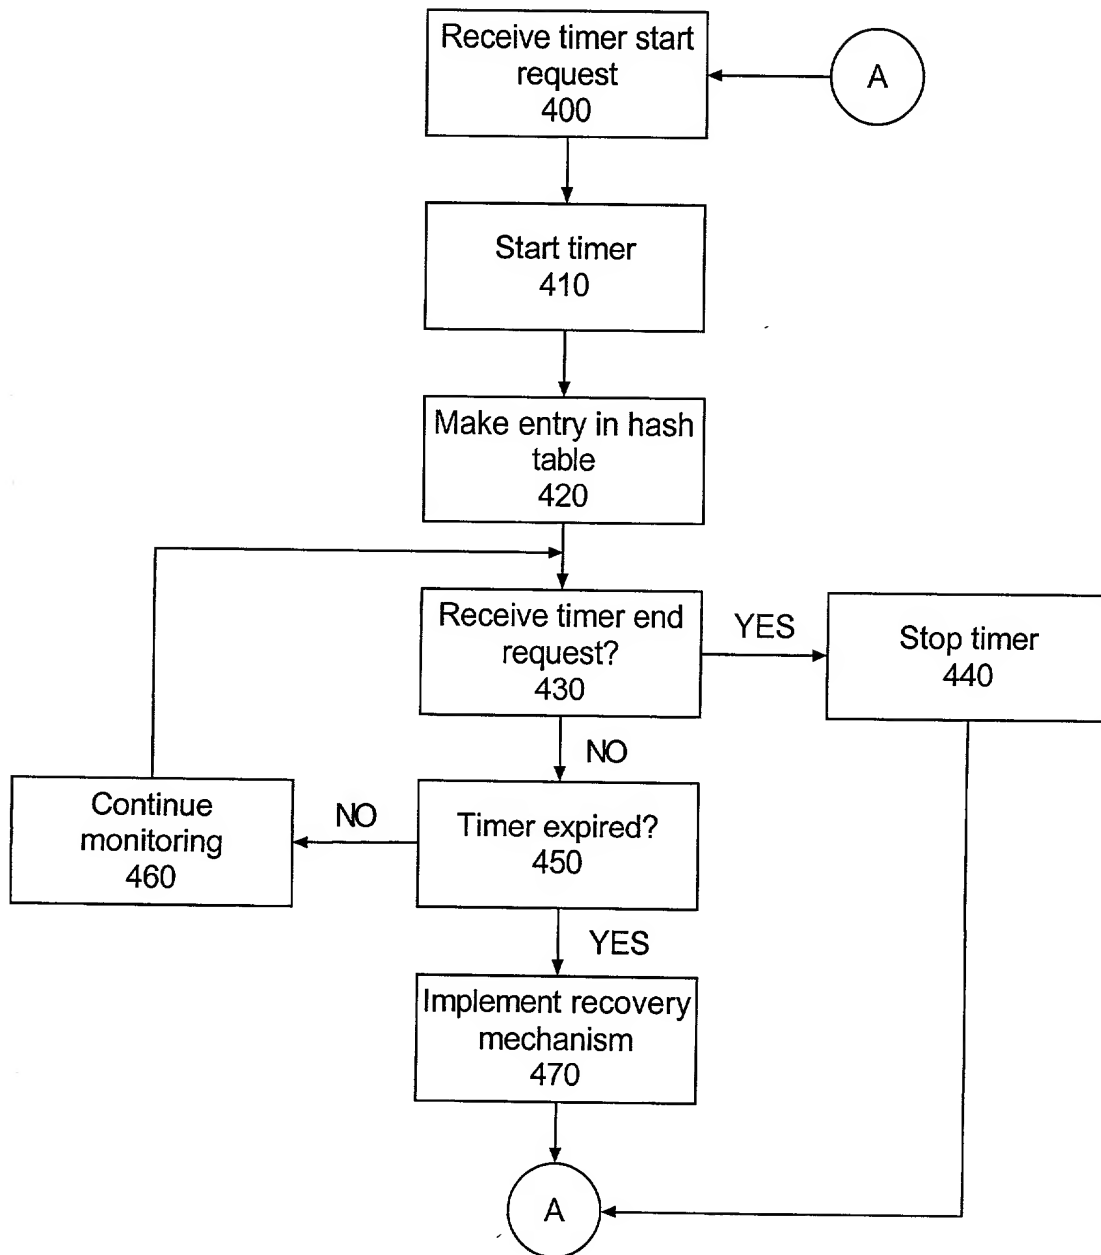 Receive timer start
request
400
A
Start timer
410
Make entry in hash
table
420
Receive timer end
request?
430
YES
Stop timer
440
NO
Continue
monitoring
460
NO
Timer expired?
450
YES
Implement recovery
mechanism
470
A